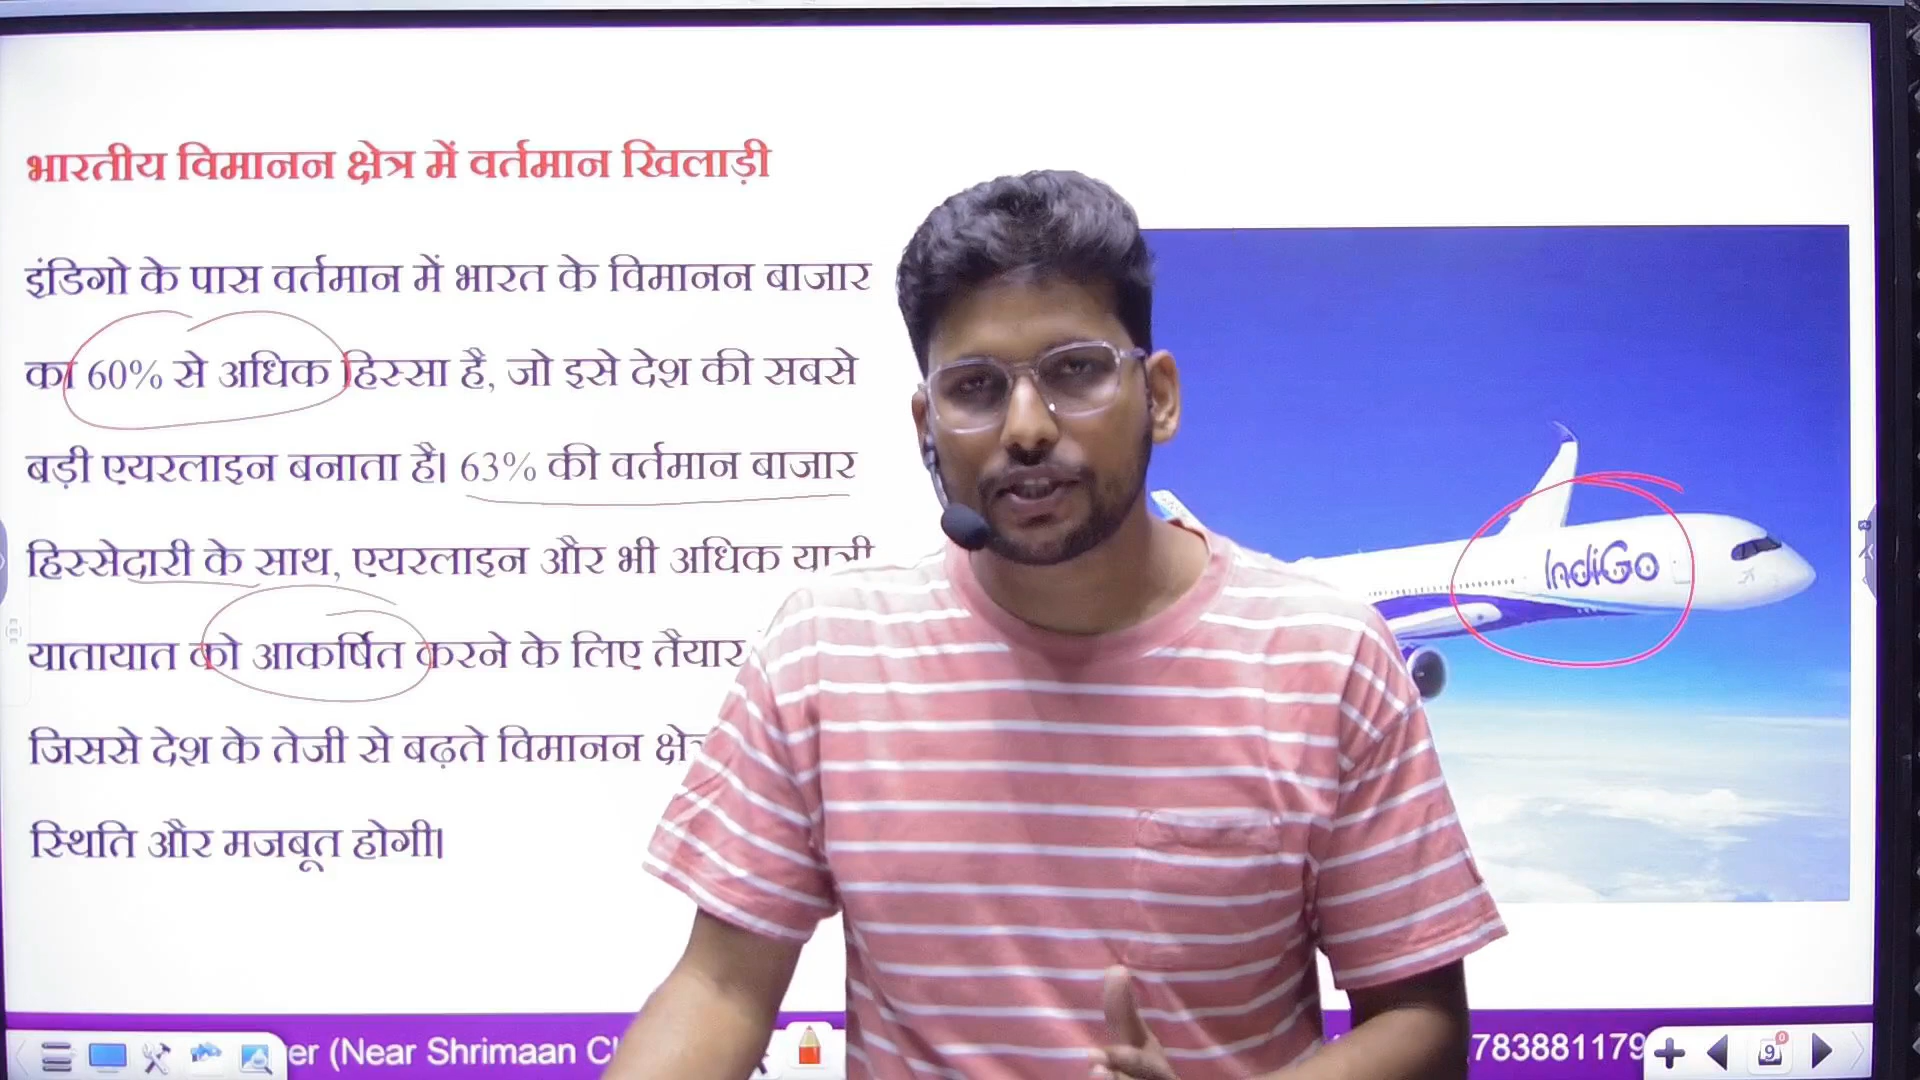 भारतीय विमानन क्षेत्र में वर्तमान खिलाड़ी
इंडिगो के पास वर्तमान में भारत के विमानन बाजार
का 60% से अधिक हिस्सा है, जो इसे देश की सबसे
बड़ी एयरलाइन बनाता है। 63% की वर्तमान बाजार
हिस्सेदारी के साथ, एयरलाइन और भी अधिक यात्री
यातायात को आकर्षित करने के लिए तैयार
जिससे देश के तेजी से बढ़ते विमानन
स्थिति और मजबूत होगी।
IndiGo
(Near Shrimaan
783881179
9